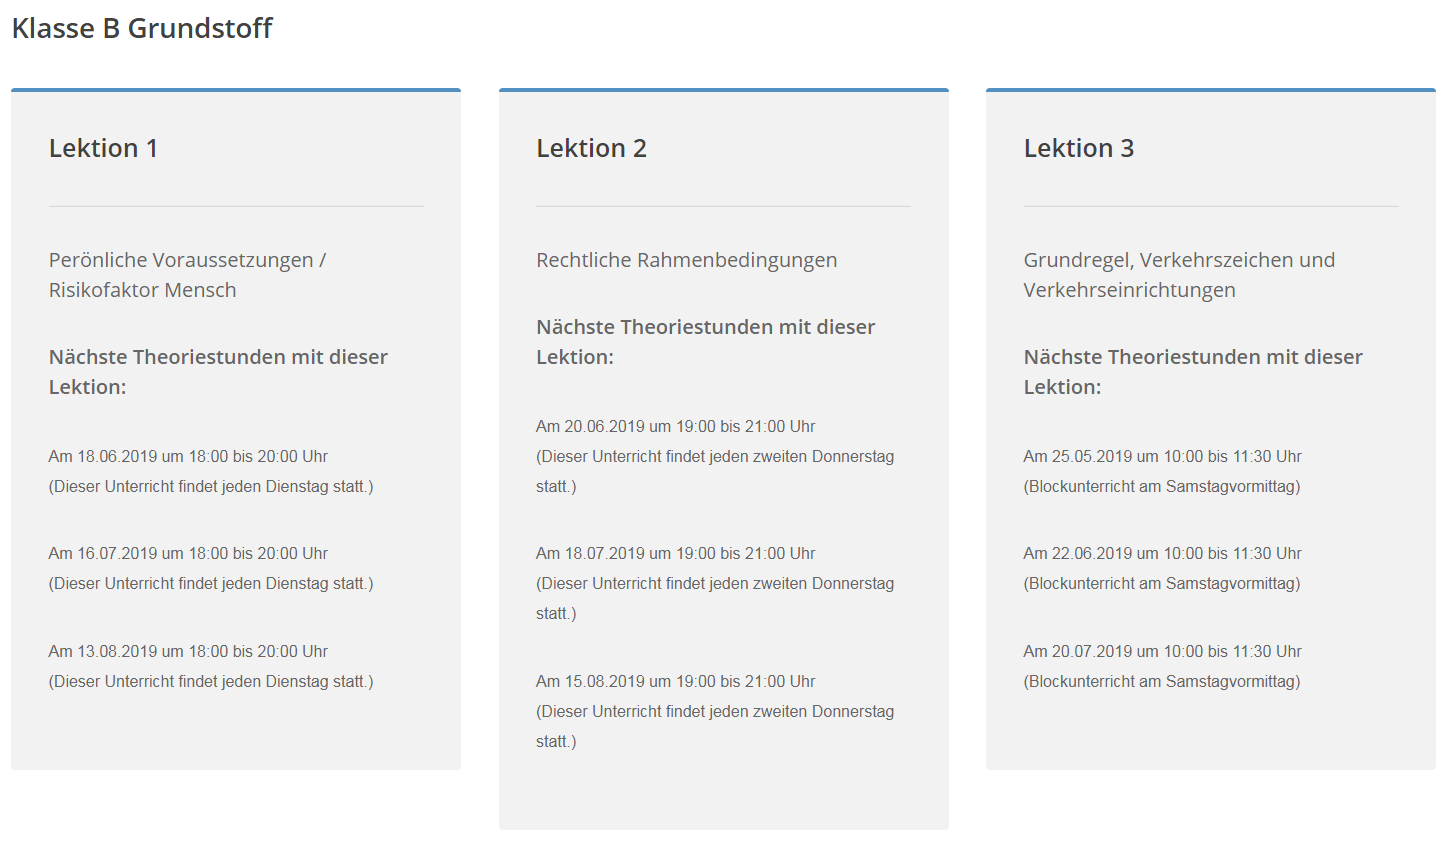 Klasse B Grundstoff
Lektion 1
Perönliche Voraussetzungen /
Risikofaktor Mensch
Nächste Theoriestunden mit dieser
Lektion:
Am 18.06.2019 um 18:00 bis 20:00 Uhr
(Dieser Unterricht findet jeden Dienstag statt.)
Am 16.07.2019 um 18:00 bis 20:00 Uhr
(Dieser Unterricht findet jeden Dienstag statt.)
Am 13.08.2019 um 18:00 bis 20:00 Uhr
(Dieser Unterricht findet jeden Dienstag statt.)
Lektion 2
Rechtliche Rahmenbedingungen
Nächste Theoriestunden mit dieser
Lektion:
Am 20.06.2019 um 19:00 bis 21:00 Uhr
(Dieser Unterricht findet jeden zweiten Donnerstag
statt.)
Am 18.07.2019 um 19:00 bis 21:00 Uhr
(Dieser Unterricht findet jeden zweiten Donnerstag
statt.)
Am 15.08.2019 um 19:00 bis 21:00 Uhr
(Dieser Unterricht findet jeden zweiten Donnerstag
statt.)
Lektion 3
Grundregel, Verkehrszeichen und
Verkehrseinrichtungen
Nächste Theoriestunden mit dieser
Lektion:
Am 25.05.2019 um 10:00 bis 11:30 Uhr
(Blockunterricht am Samstagvormittag)
Am 22.06.2019 um 10:00 bis 11:30 Uhr
(Blockunterricht am Samstagvormittag)
Am 20.07.2019 um 10:00 bis 11:30 Uhr
(Blockunterricht am Samstagvormittag)